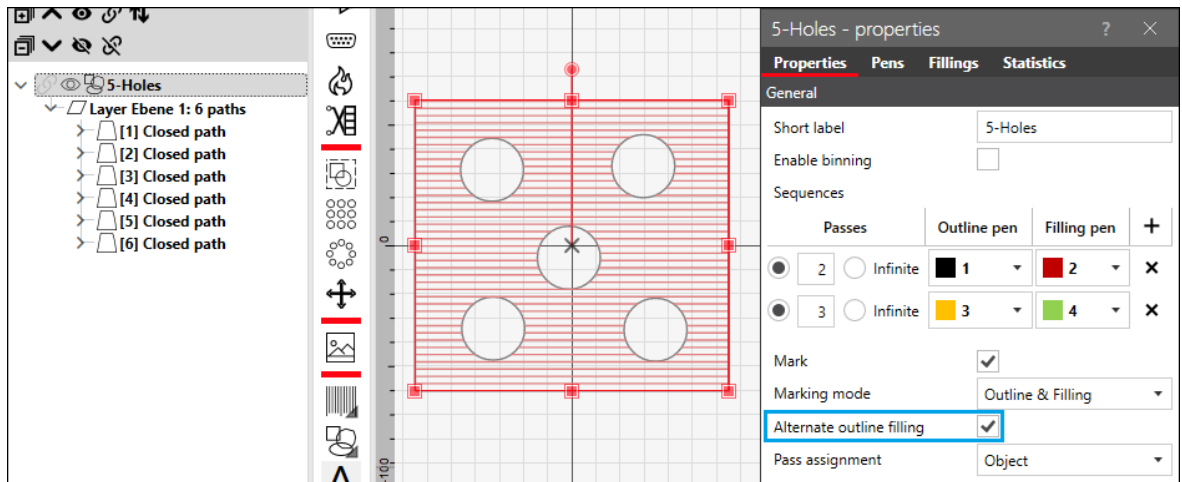 5-Holes
Layer Ebene 1: 6 paths
[1] Closed path
[2] Closed path
[3] Closed path
[4] Closed path
[5] Closed path
[6] Closed path
0
-100
5-Holes - properties ?
Properties Pens Fillings Statistics
General
Short label 5-Holes
Enable binning
Sequences
Passes Outline pen Filling pen
2 Infinite 1 2
3 Infinite 3 4
Mark
Marking mode Outline & Filling
Alternate outline filling
Pass assignment Object